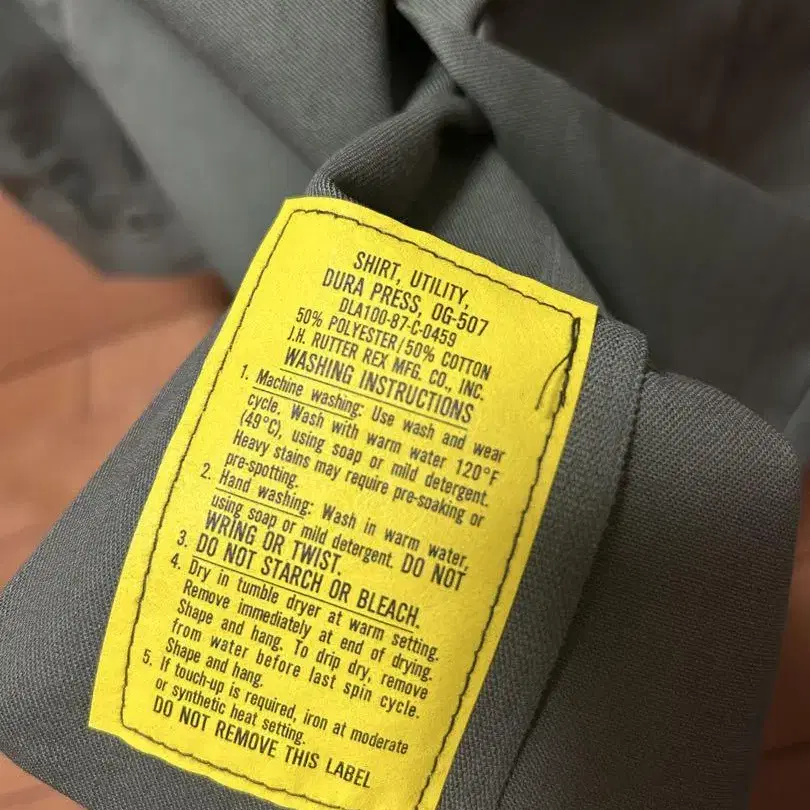 SHIRT, UTILITY,
DURA PRESS, OG-507
DLA100-87-C-0459
50% POLYESTER/50% COTTON
J.H. RUTTER REX MFG. CO., INC.
WASHING INSTRUCTIONS
1. Machine washing: Use wash and wear
cycle. Wash with warm water 120°F
(49°C), using soap or mild detergent.
Heavy stains may require pre-soaking or
pre-spotting.
2. Hand washing: Wash in warm water,
using soap or mild detergent. DO NOT
WRING OR TWIST.
3. DO NOT STARCH OR BLEACH.
4. Dry in tumble dryer at warm setting.
Remove immediately at end of drying.
Shape and hang. To drip dry, remove
from water before last spin cycle.
Shape and hang.
5. If touch-up is required, iron at moderate
or synthetic heat setting.
DO NOT REMOVE THIS LABEL